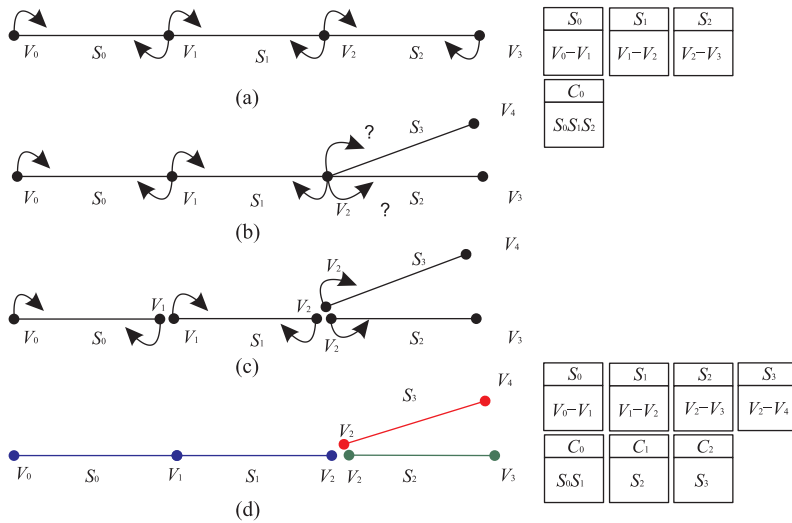 V₀ S₀ V₁ S₁ V₂ S₂ V₃
(a)
S₀ S₁ S₂
V₀–V₁ V₁–V₂ V₂–V₃
C₀
S₀S₁S₂
? S₃ V₄
V₀ S₀ V₁ S₁ V₂ ? S₂ V₃
(b)
V₂ S₃ V₄
V₁ V₂
V₀ S₀ V₁ S₁ V₂ S₂ V₃
(c)
S₃ V₄
V₂
V₀ S₀ V₁ S₁ V₂ V₂ S₂ V₃
(d)
S₀ S₁ S₂ S₃
V₀–V₁ V₁–V₂ V₂–V₃ V₂–V₄
C₀ C₁ C₂
S₀S₁ S₂ S₃